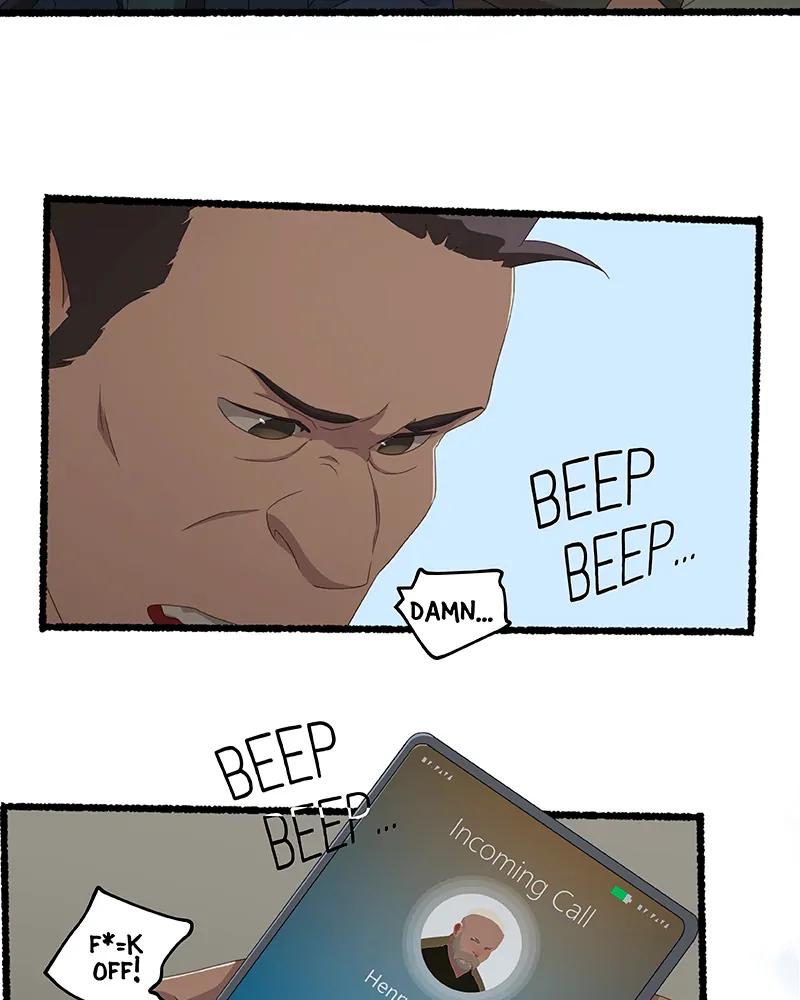 BEEP
BEEP...
DAMN...
BEEP
BEEP...
Incoming Call
F*=K
OFF!